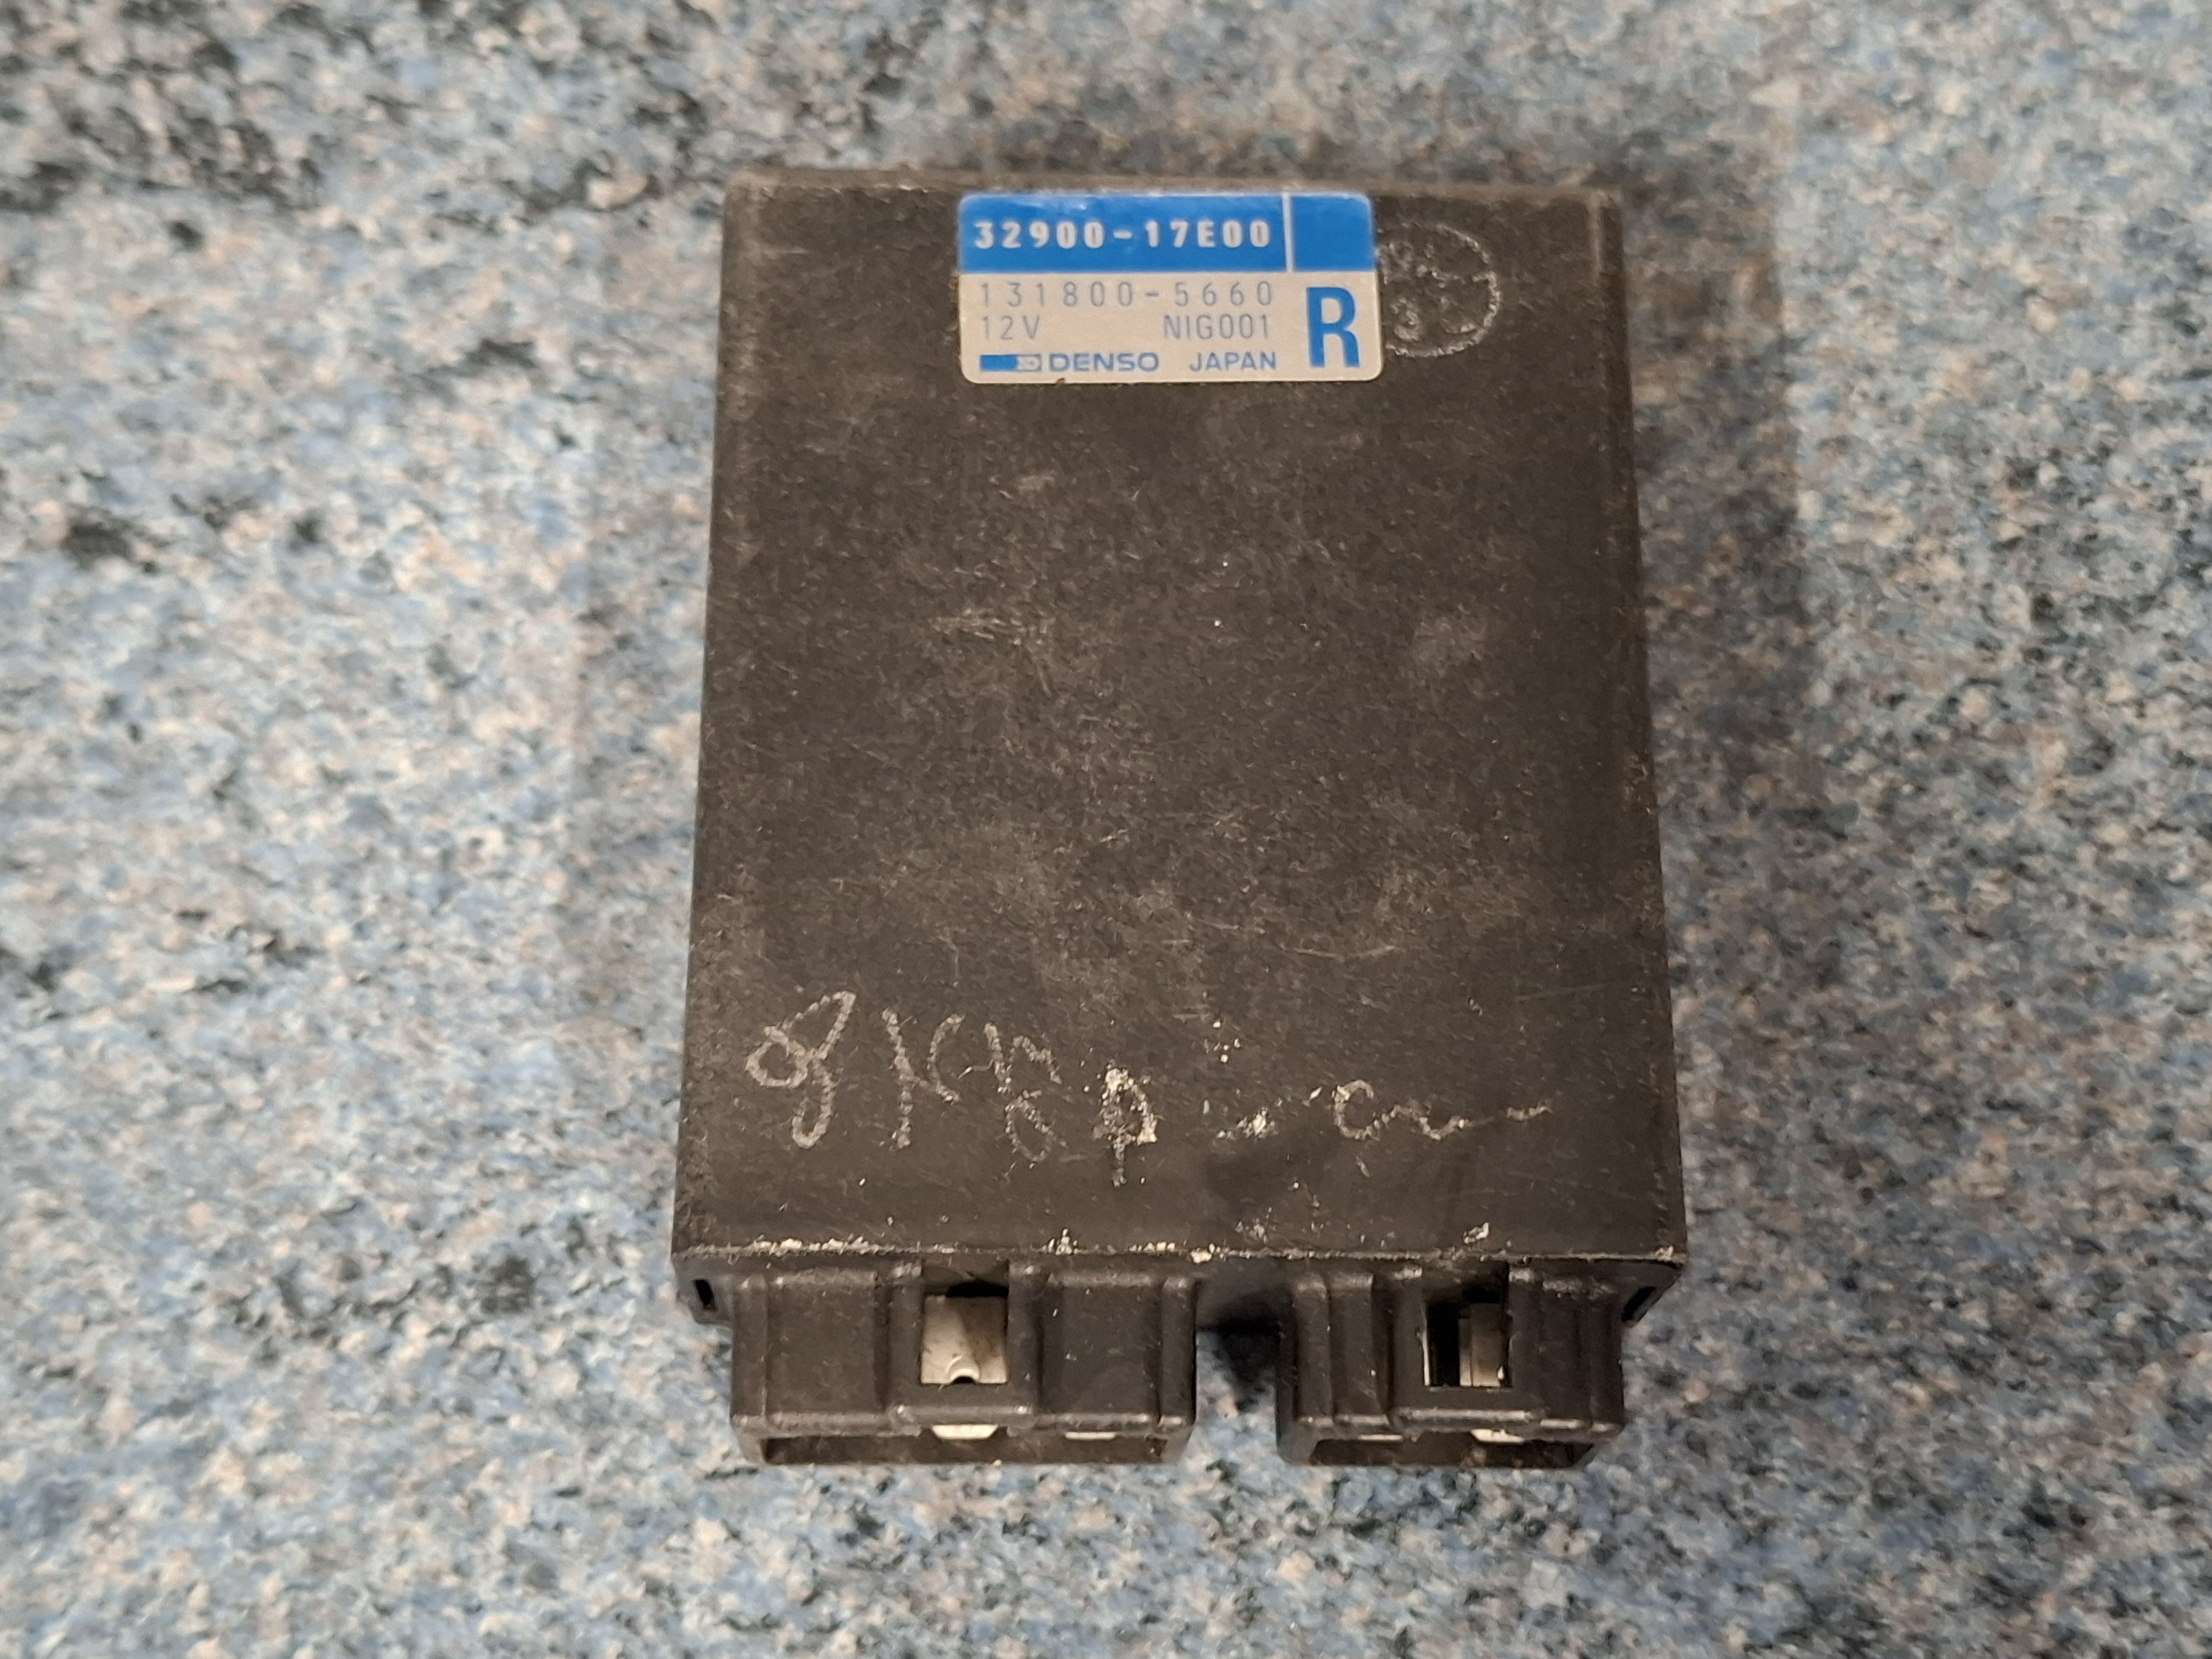 32900-17E00
131800-5660
12V NIG001 R
DENSO JAPAN